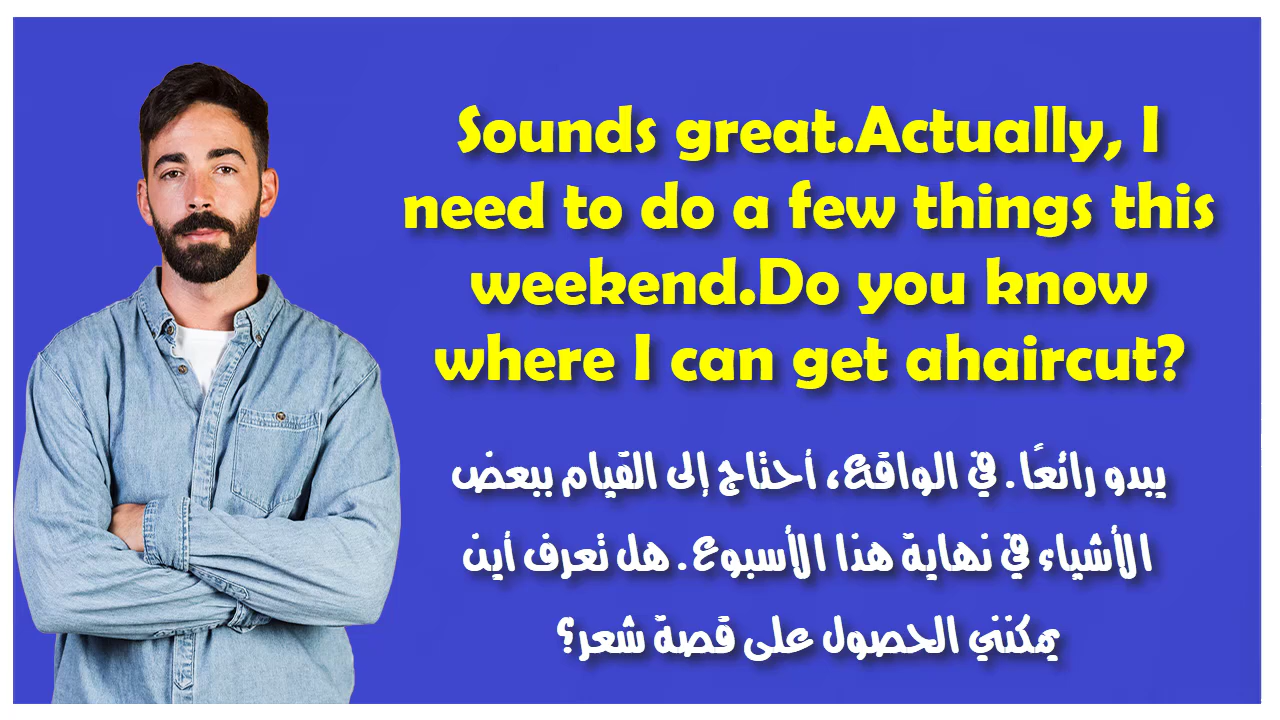 Sounds great.Actually, I
need to do a few things this
weekend.Do you know
where I can get ahaircut?
يبدو رائعًا. في الواقع، أحتاج إلى القيام ببعض
الأشياء في نهاية هذا الأسبوع. هل تعرف أين
يمكنني الحصول على قصة شعر؟